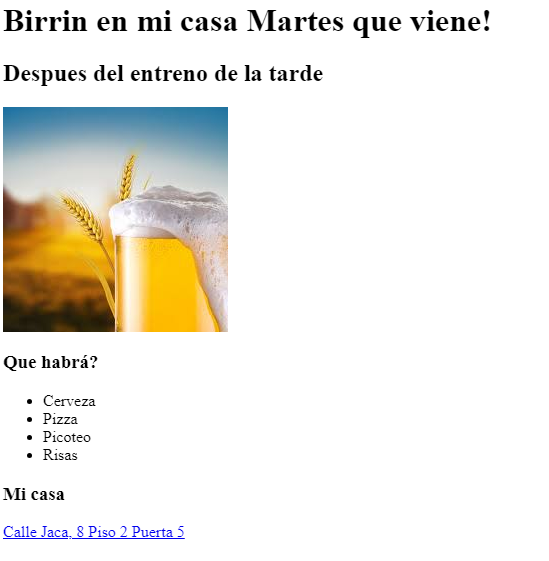 Birrin en mi casa Martes que viene!
Despues del entreno de la tarde
Que habrá?
Cerveza
Pizza
Picoteo
Risas
Mi casa
Calle Jaca, 8 Piso 2 Puerta 5